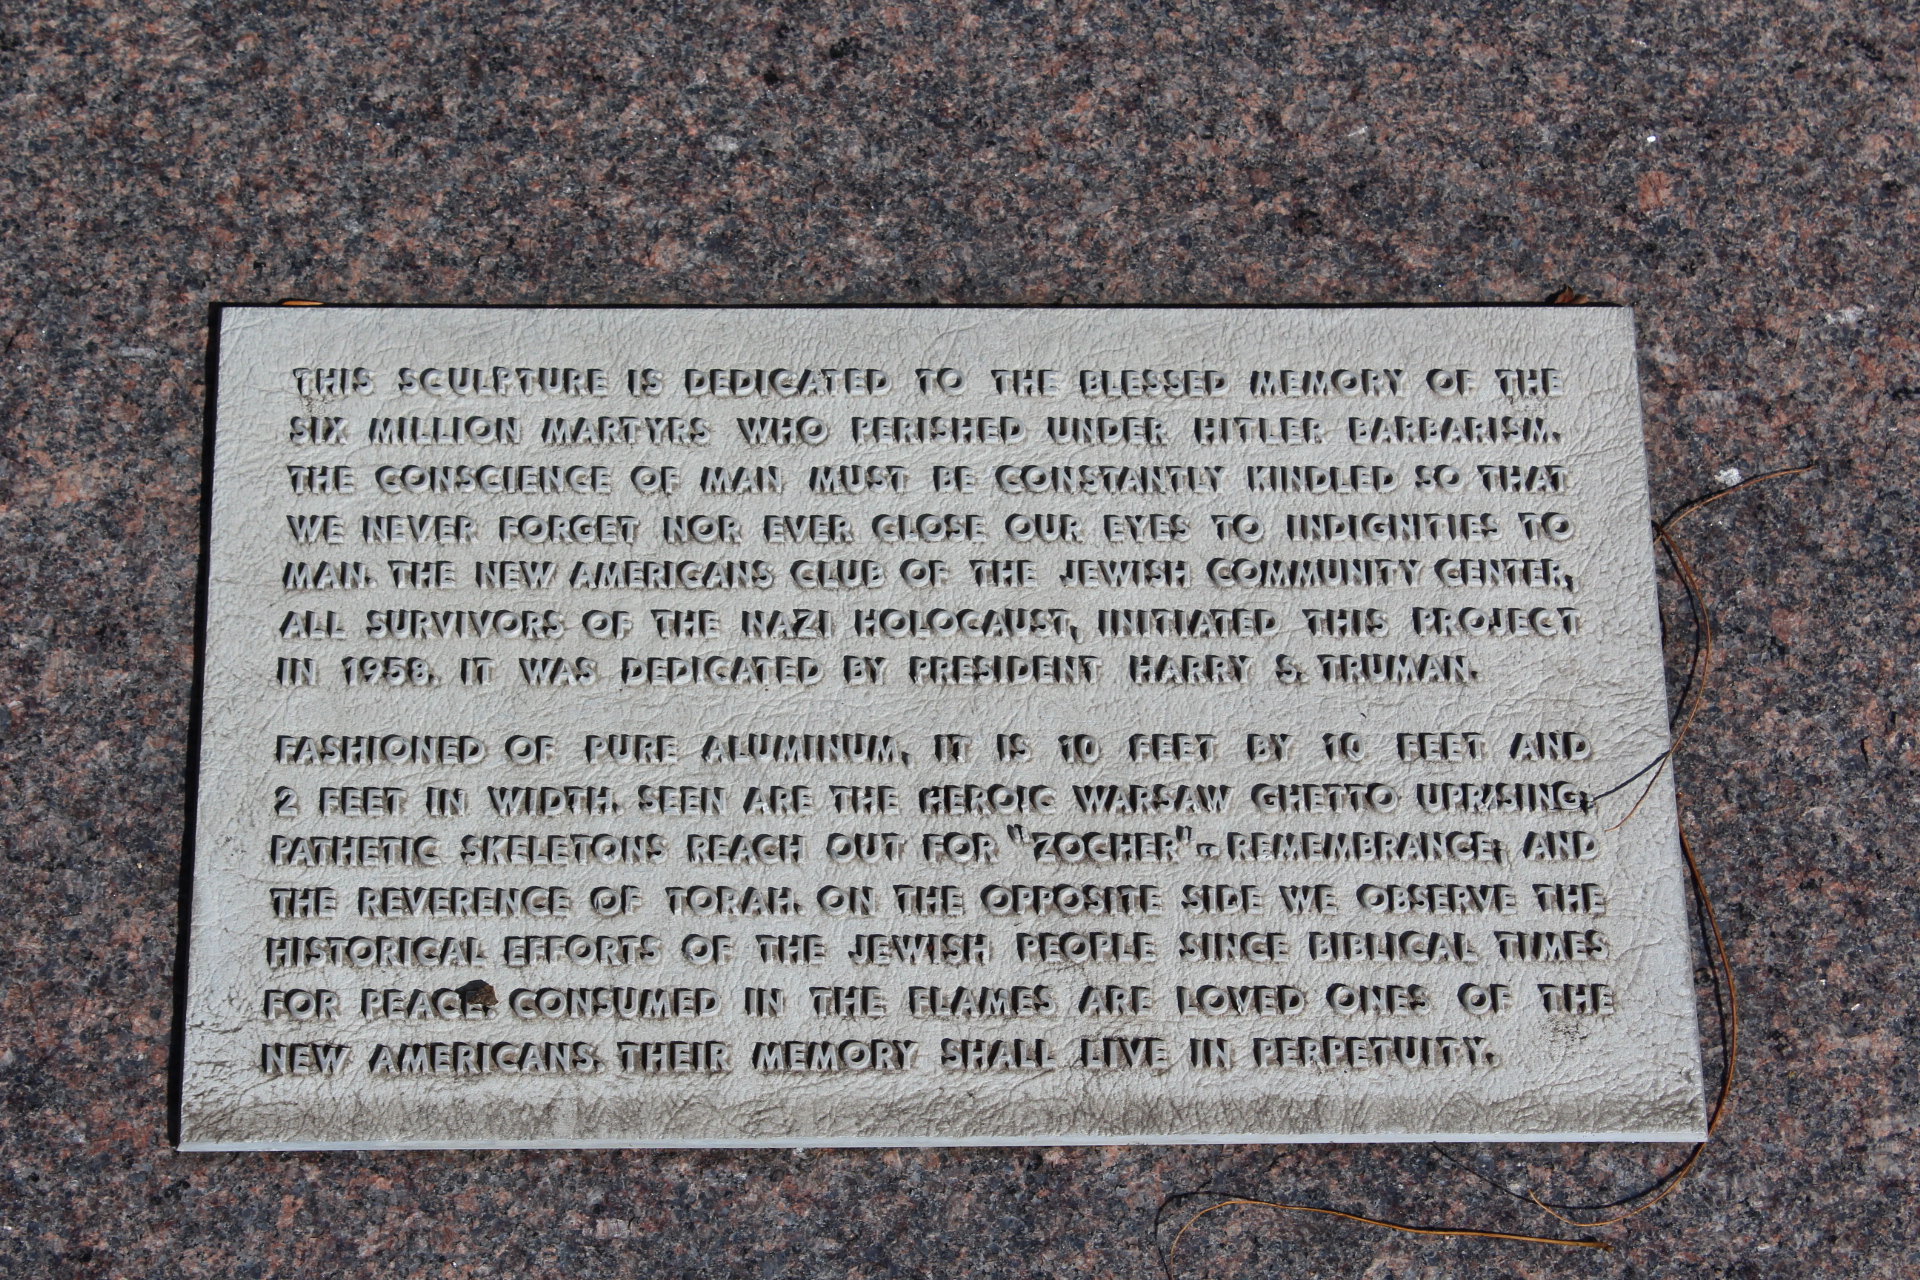 THIS SCULPTURE IS DEDICATED TO THE BLESSED MEMORY OF THE
SIX MILLION MARTYRS WHO PERISHED UNDER HITLER BARBARISM.
THE CONSCIENCE OF MAN MUST BE CONSTANTLY KINDLED SO THAT
WE NEVER FORGET NOR EVER CLOSE OUR EYES TO INDIGNITIES TO
MAN. THE NEW AMERICANS CLUB OF THE JEWISH COMMUNITY CENTER,
ALL SURVIVORS OF THE NAZI HOLOCAUST, INITIATED THIS PROJECT
IN 1958. IT WAS DEDICATED BY PRESIDENT HARRY S. TRUMAN.
FASHIONED OF PURE ALUMINUM, IT IS 10 FEET BY 10 FEET AND
2 FEET IN WIDTH. SEEN ARE THE HEROIC WARSAW GHETTO UPRISING;
PATHETIC SKELETONS REACH OUT FOR "ZOCHER"-REMEMBRANCE; AND
THE REVERENCE OF TORAH. ON THE OPPOSITE SIDE WE OBSERVE THE
HISTORICAL EFFORTS OF THE JEWISH PEOPLE SINCE BIBLICAL TIMES
FOR PEACE. CONSUMED IN THE FLAMES ARE LOVED ONES OF THE
NEW AMERICANS. THEIR MEMORY SHALL LIVE IN PERPETUITY.